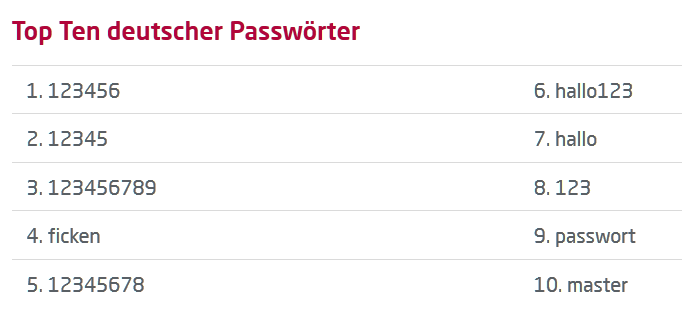 Top Ten deutscher Passwörter
1. 123456
2. 12345
3. 123456789
4. ficken
5. 12345678
6. hallo123
7. hallo
8. 123
9. passwort
10. master